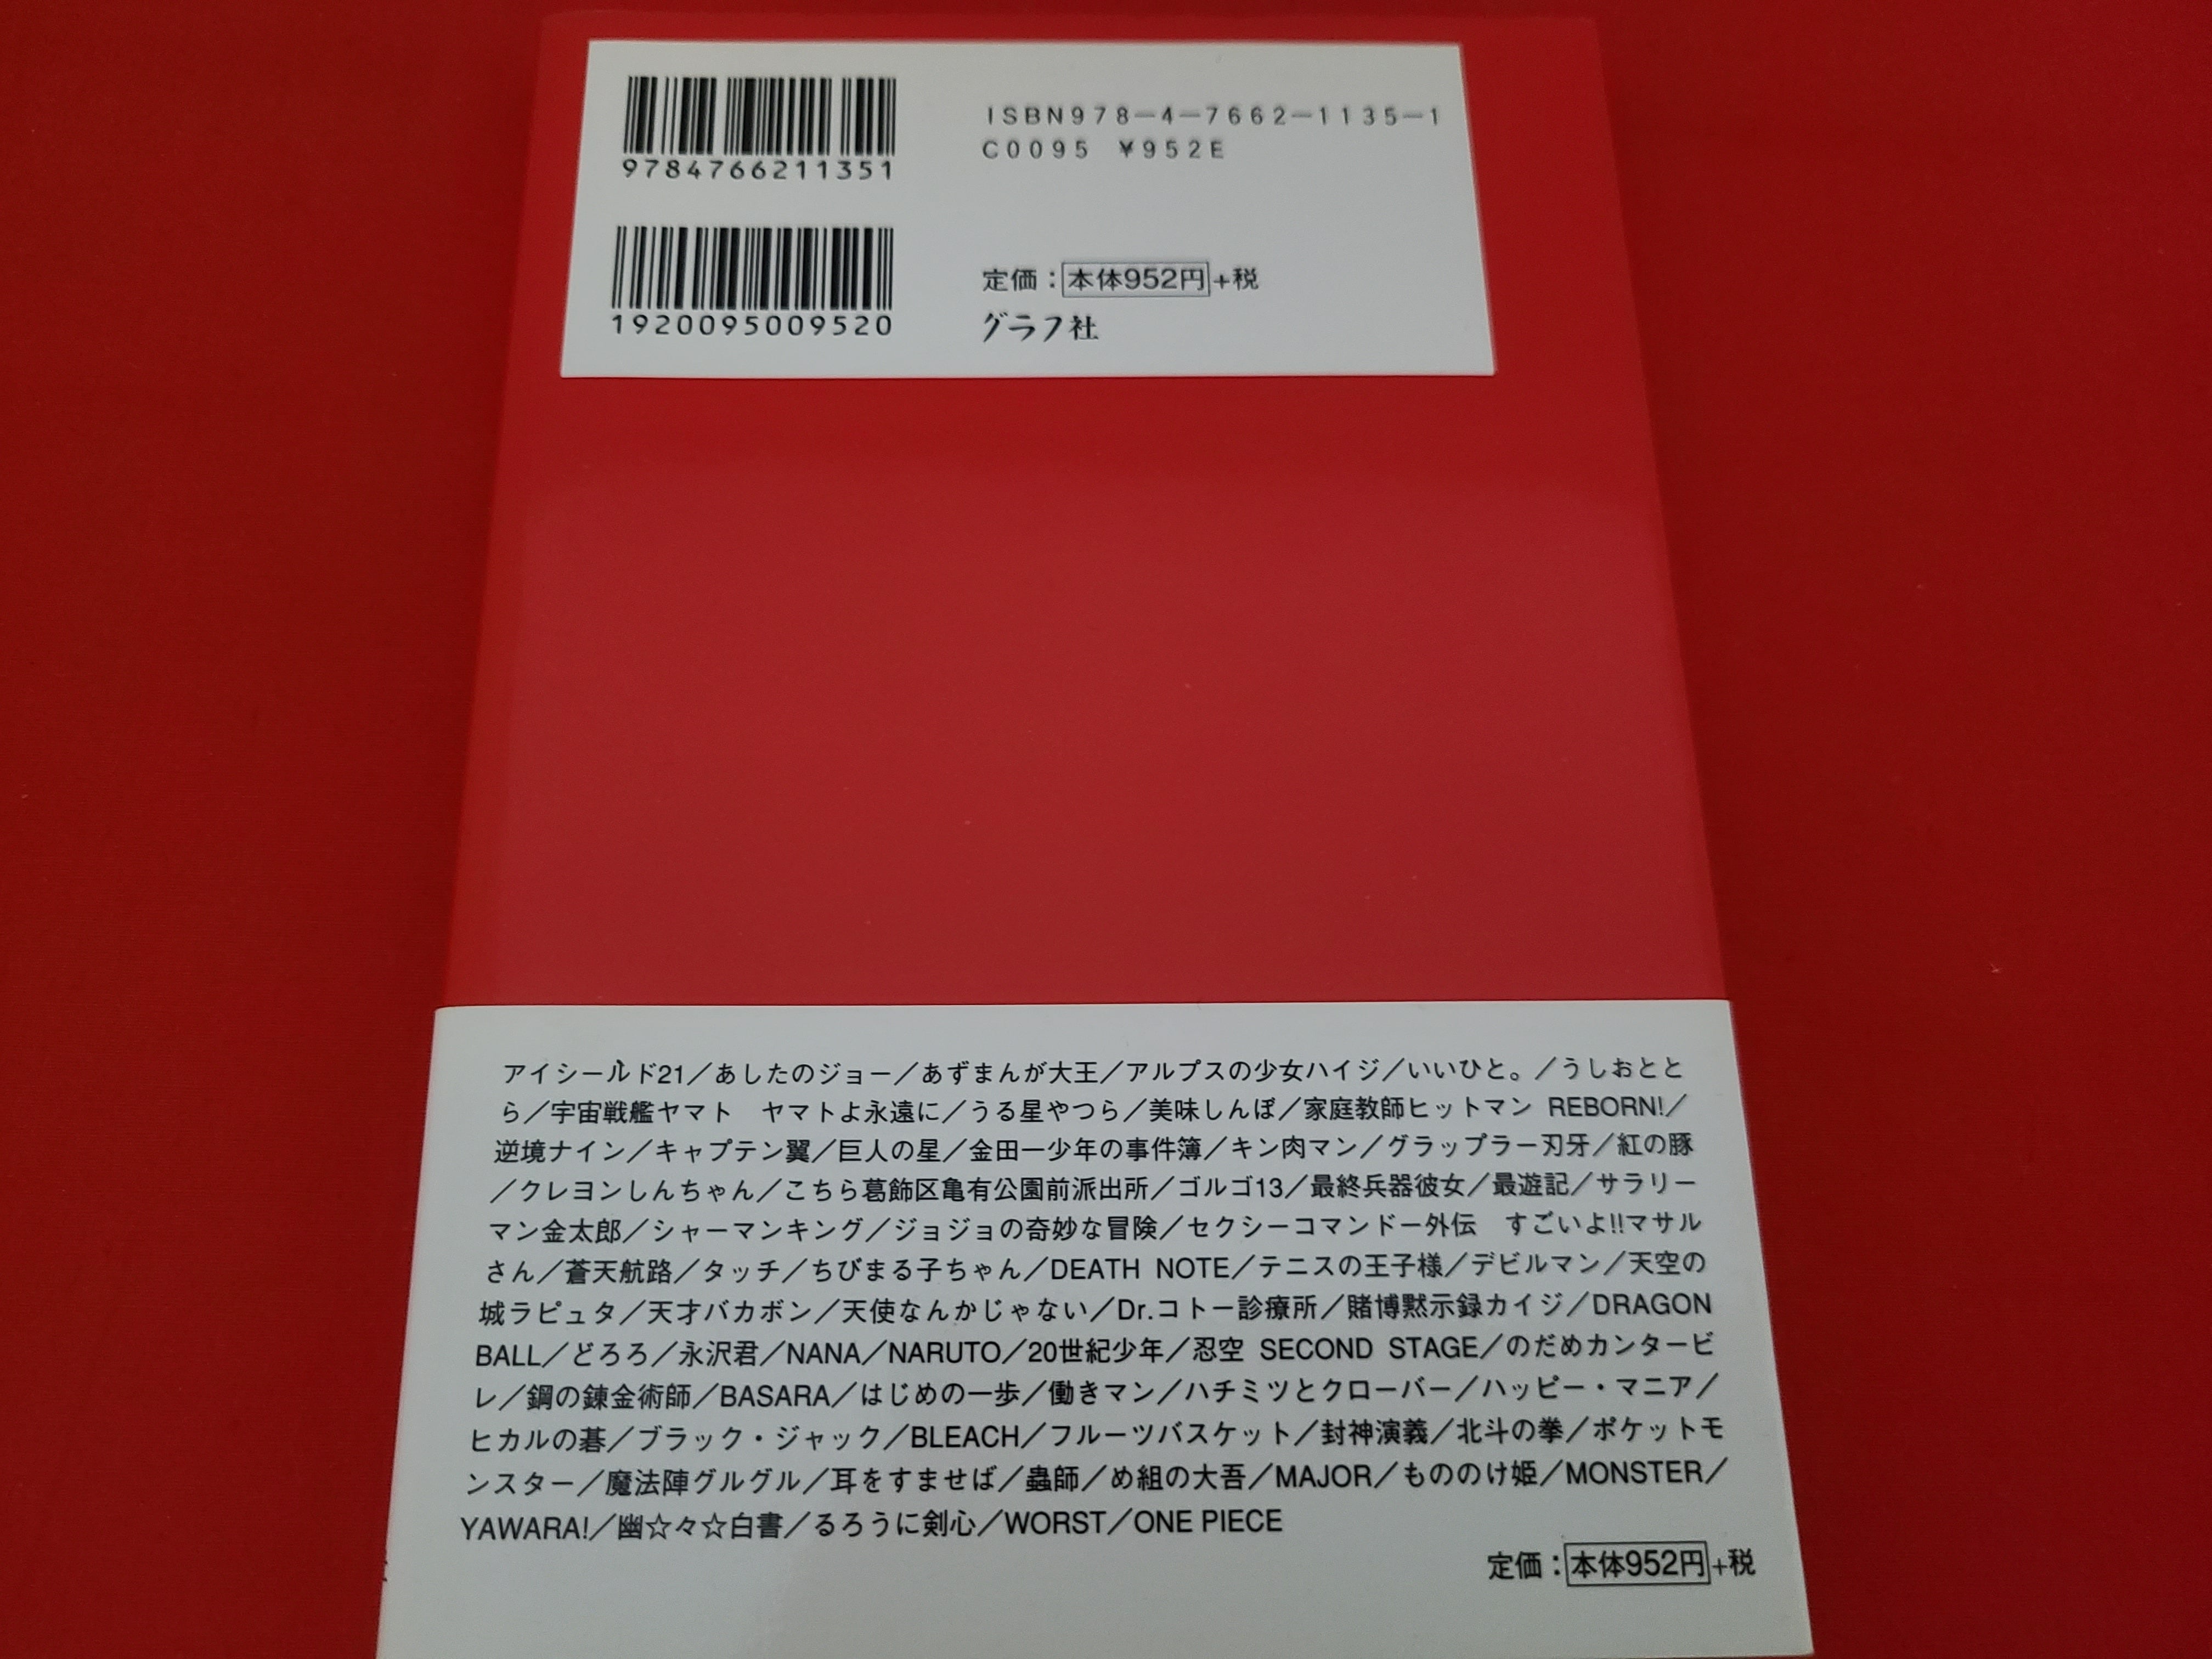 ISBN978-4-7662-1135-1
C0095 ¥952E
9784766211351
1920095009520
定価：本体952円+税
グラフ社
アイシールド21／あしたのジョー／あずまんが大王／アルプスの少女ハイジ／いいひと。／うしおとと
ら／宇宙戦艦ヤマト　ヤマトよ永遠に／うる星やつら／美味しんぼ／家庭教師ヒットマン REBORN!／
逆境ナイン／キャプテン翼／巨人の星／金田一少年の事件簿／キン肉マン／グラップラー刃牙／紅の豚
／クレヨンしんちゃん／こちら葛飾区亀有公園前派出所／ゴルゴ13／最終兵器彼女／最遊記／サラリー
マン金太郎／シャーマンキング／ジョジョの奇妙な冒険／セクシーコマンドー外伝　すごいよ!!マサル
さん／蒼天航路／タッチ／ちびまる子ちゃん／DEATH NOTE／テニスの王子様／デビルマン／天空の
城ラピュタ／天才バカボン／天使なんかじゃない／Dr.コトー診療所／賭博黙示録カイジ／DRAGON
BALL／どろろ／永沢君／NANA／NARUTO／20世紀少年／忍空 SECOND STAGE／のだめカンタービ
レ／鋼の錬金術師／BASARA／はじめの一歩／働きマン／ハチミツとクローバー／ハッピー・マニア／
ヒカルの碁／ブラック・ジャック／BLEACH／フルーツバスケット／封神演義／北斗の拳／ポケットモ
ンスター／魔法陣グルグル／耳をすませば／蟲師／め組の大吾／MAJOR／もののけ姫／MONSTER／
YAWARA!／幽☆々☆白書／るろうに剣心／WORST／ONE PIECE
定価：本体952円+税